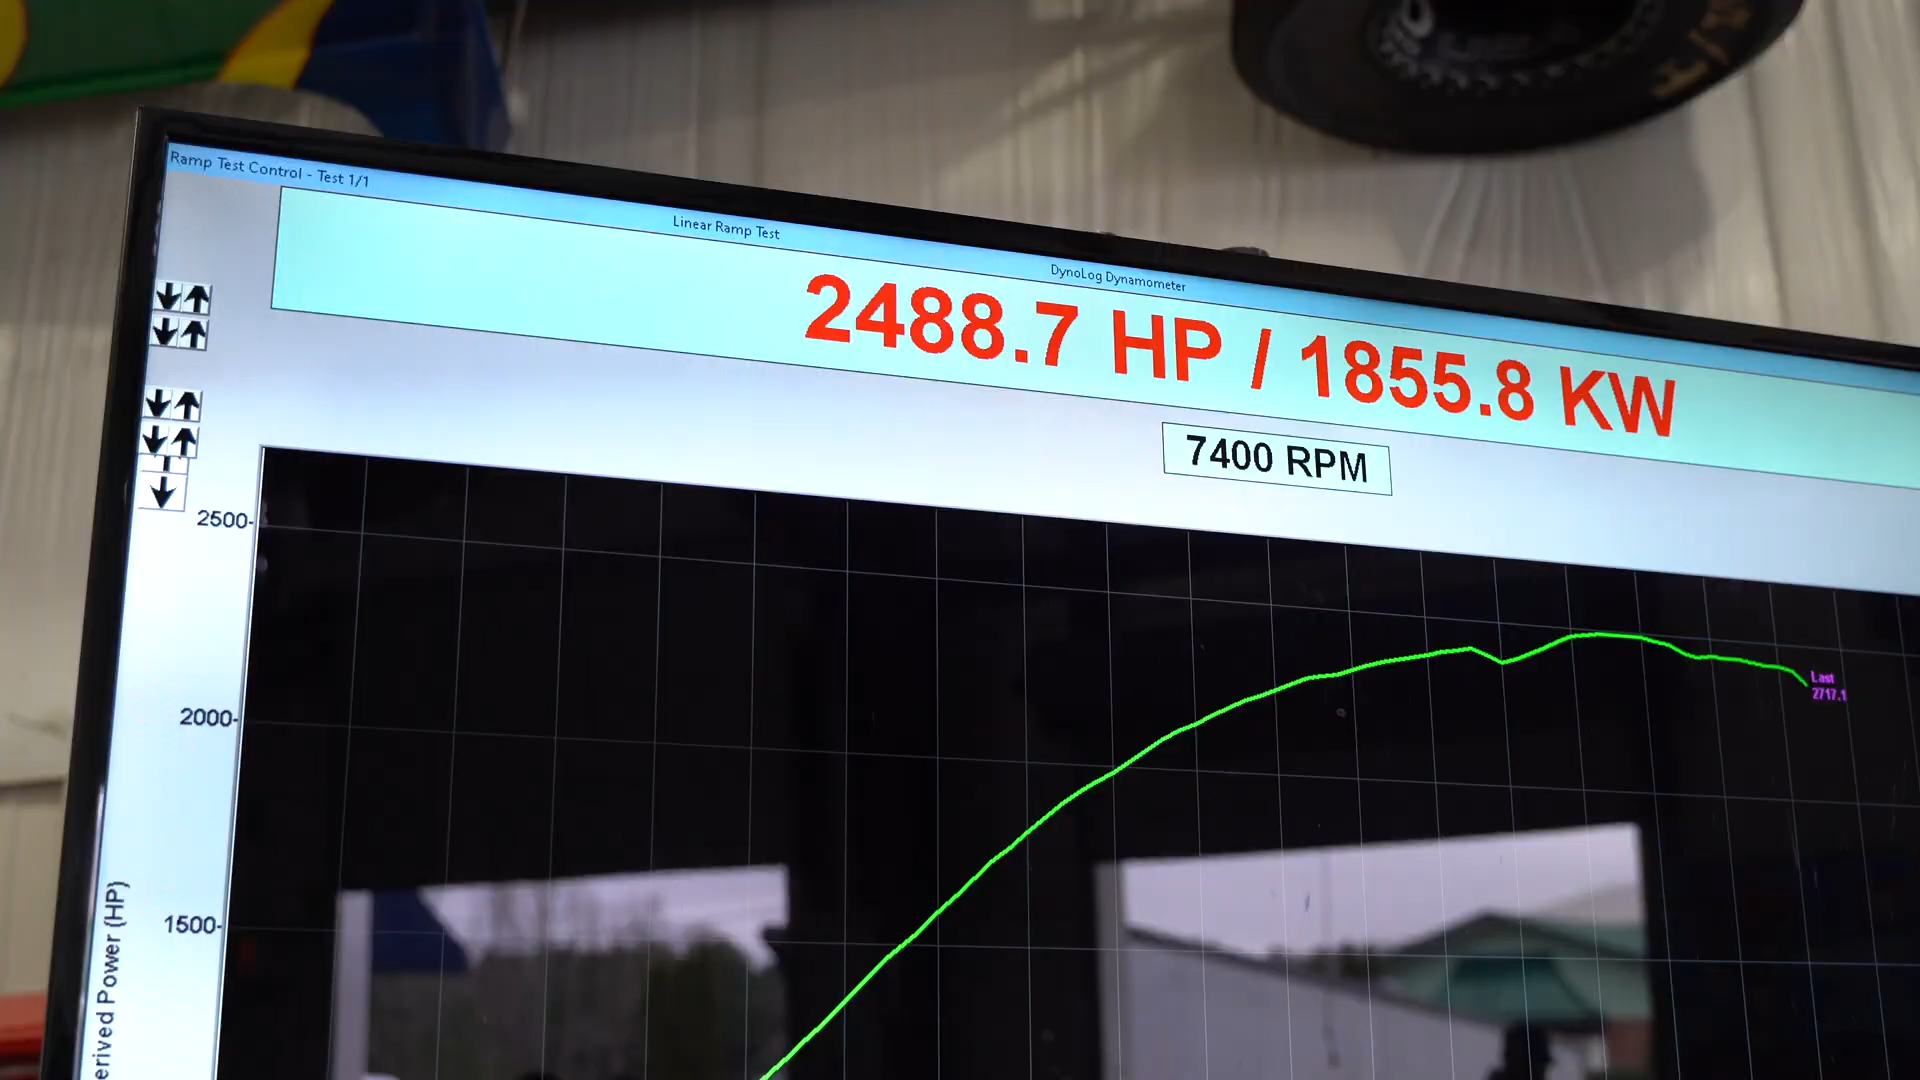 Ramp Test Control - Test 1/1
Linear Ramp Test
DynoLog Dynamometer
2488.7 HP / 1855.8 KW
7400 RPM
2500-
2000-
1500-
erived Power (HP)
Last
2717.1